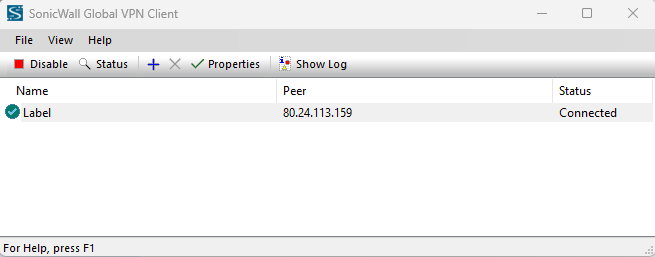 SonicWall Global VPN Client
File View Help
Disable Status Properties Show Log
Name Peer Status
Label 80.24.113.159 Connected
For Help, press F1